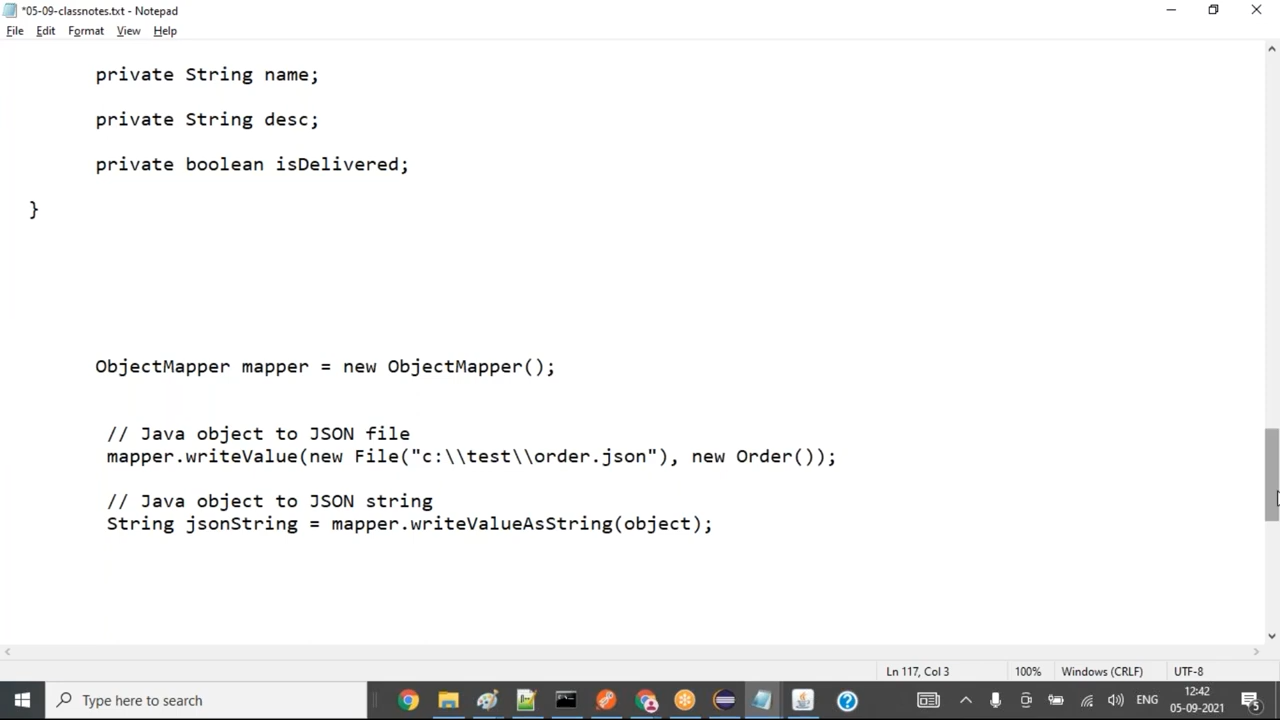 *05-09-classnotes.txt - Notepad
File Edit Format View Help
private String name;
private String desc;
private boolean isDelivered;
}
ObjectMapper mapper = new ObjectMapper();
// Java object to JSON file
mapper.writeValue(new File("c:\\test\\order.json"), new Order());
// Java object to JSON string
String jsonString = mapper.writeValueAsString(object);
Ln 117, Col 3 100% Windows (CRLF) UTF-8
Type here to search ENG 12:42
05-09-2021 5